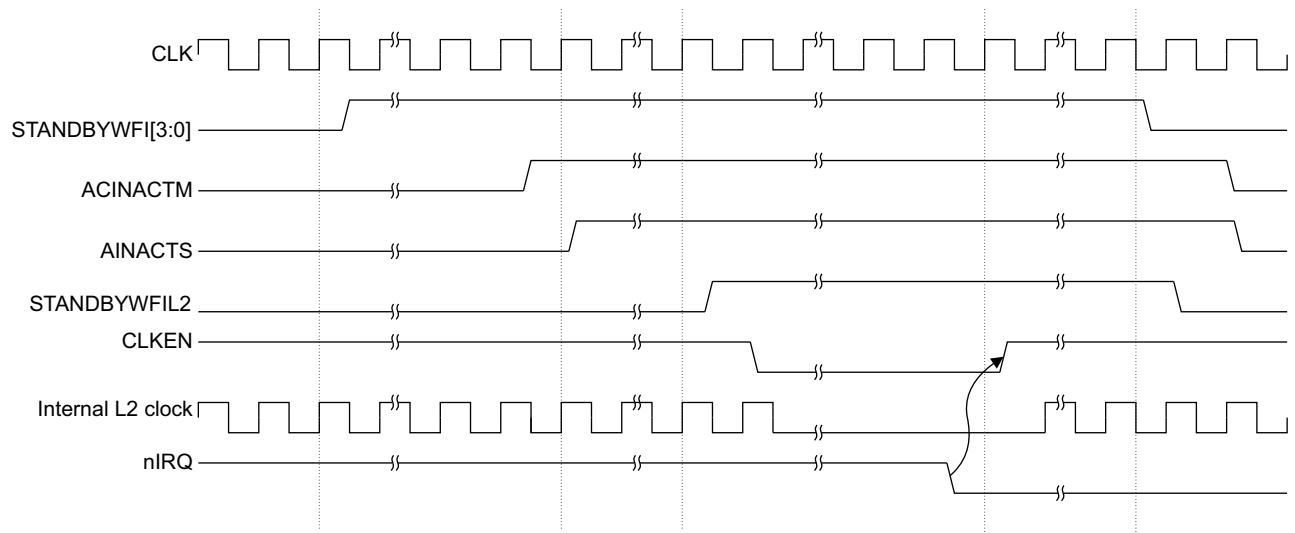 CLK
STANDBYWFI[3:0]
ACINACTM
AINACTS
STANDBYWFIL2
CLKEN
Internal L2 clock
nIRQ